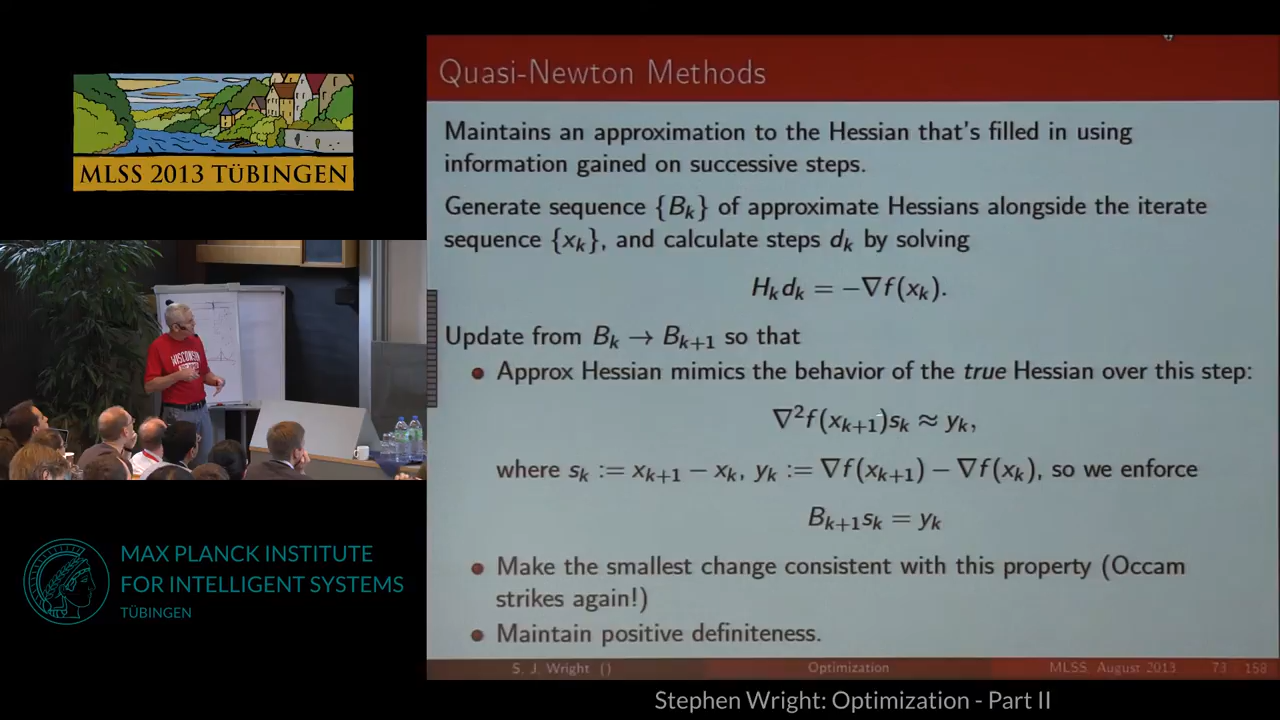 MLSS 2013 TÜBINGEN
WISCONSIN
MAX PLANCK INSTITUTE
FOR INTELLIGENT SYSTEMS
TÜBINGEN
Quasi-Newton Methods
Maintains an approximation to the Hessian that's filled in using
information gained on successive steps.
Generate sequence {B_k} of approximate Hessians alongside the iterate
sequence {x_k}, and calculate steps d_k by solving
H_k d_k = −∇f(x_k).
Update from B_k → B_{k+1} so that
• Approx Hessian mimics the behavior of the true Hessian over this step:
∇²f(x_{k+1})s_k ≈ y_k,
where s_k := x_{k+1} − x_k, y_k := ∇f(x_{k+1}) − ∇f(x_k), so we enforce
B_{k+1}s_k = y_k
• Make the smallest change consistent with this property (Occam
strikes again!)
• Maintain positive definiteness.
S. J. Wright () Optimization MLSS, August 2013 73 / 158
Stephen Wright: Optimization - Part II